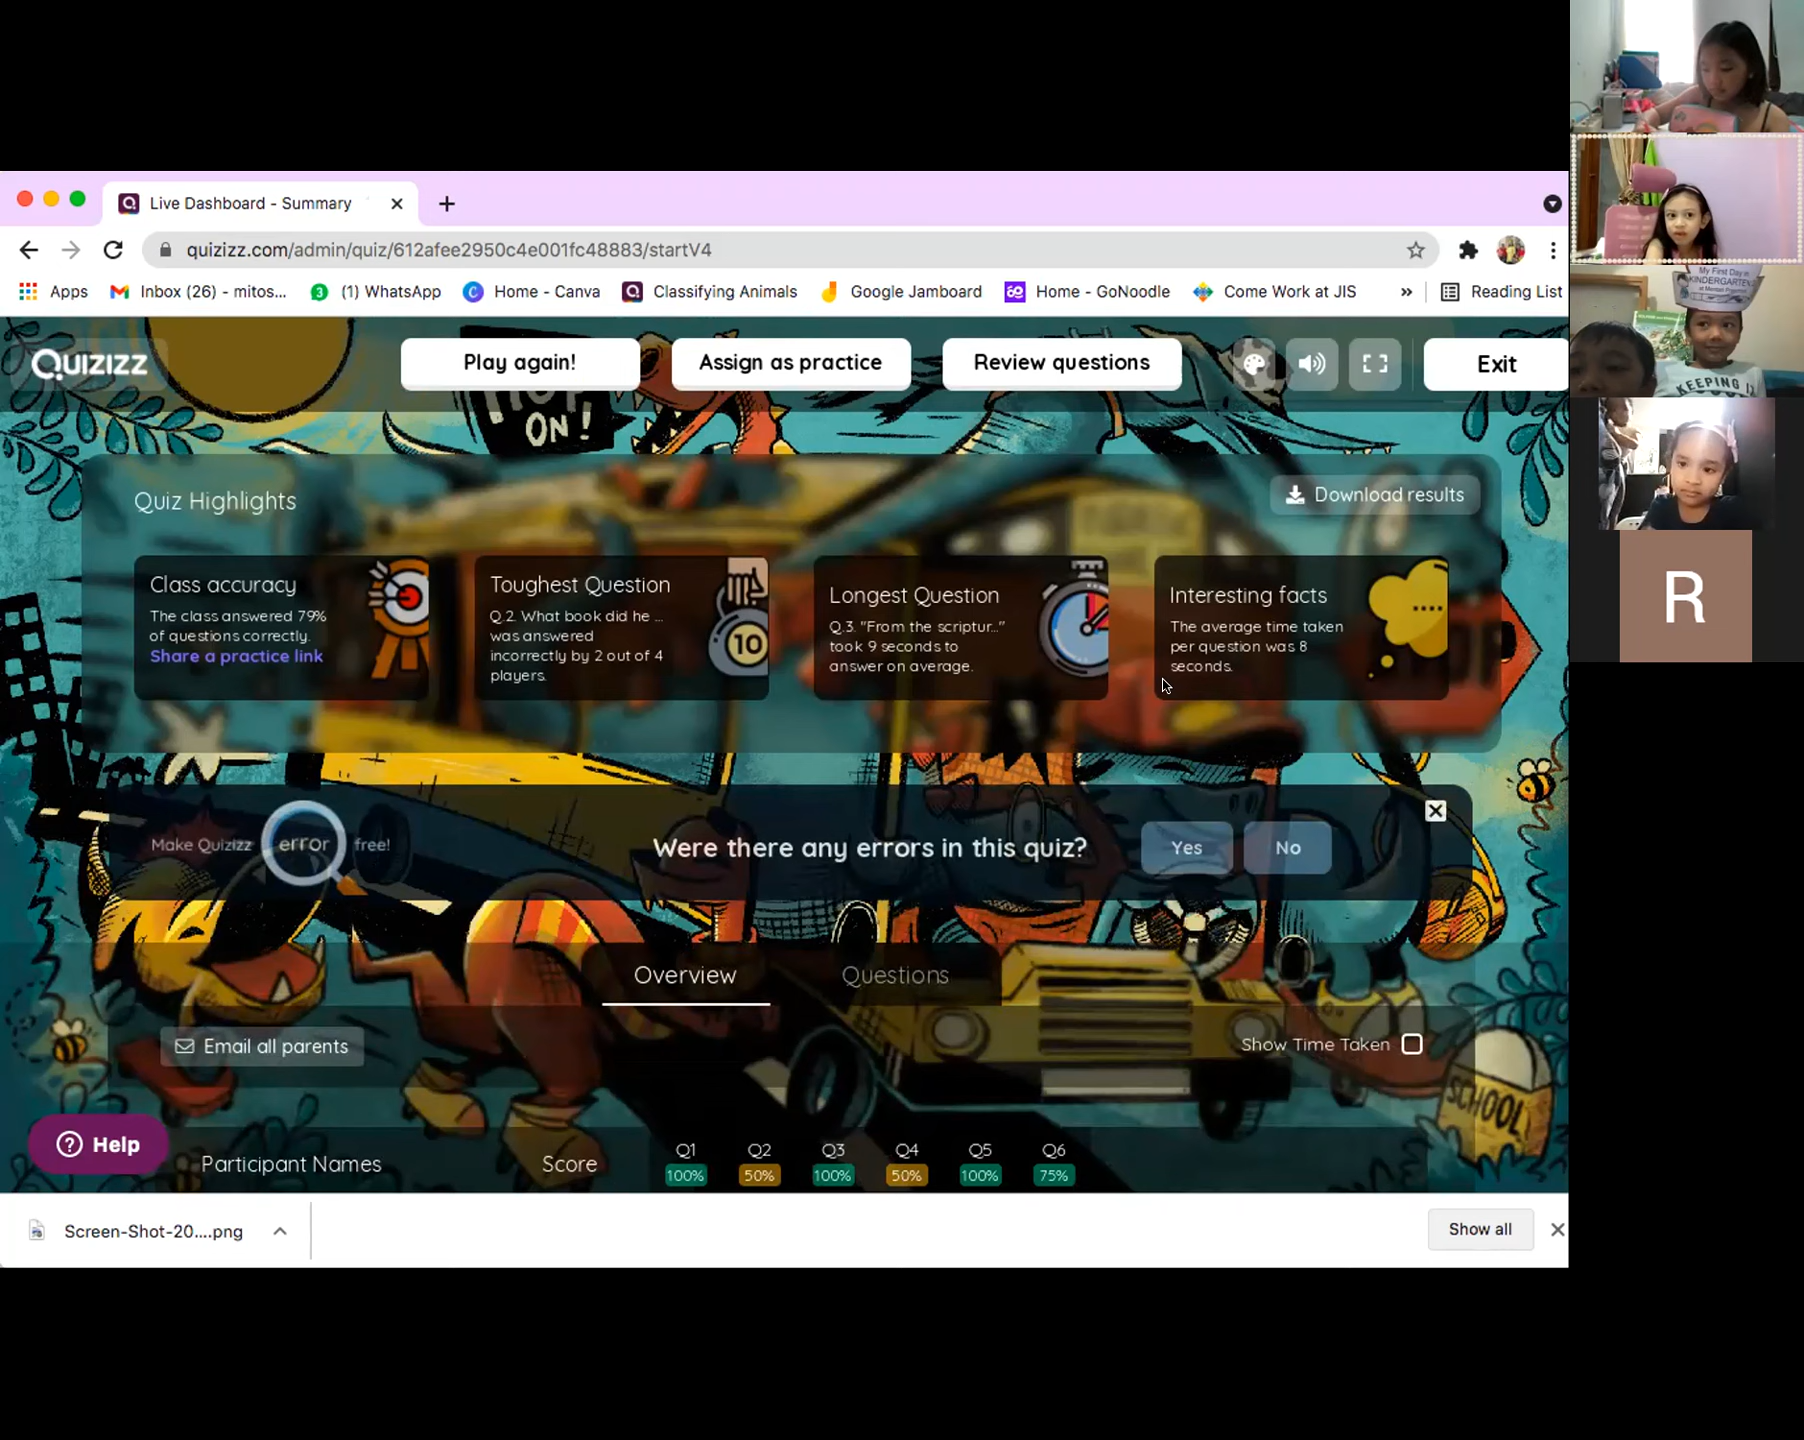 Live Dashboard - Summary
quizizz.com/admin/quiz/612afee2950c4e001fc48883/startV4
Apps
Inbox (26) - mitos...
3
(1) WhatsApp
Home - Canva
Classifying Animals
Google Jamboard
Home - GoNoodle
Come Work at JIS
»
Reading List
Quizizz
Play again!
Assign as practice
Review questions
Exit
ON!
Quiz Highlights
Download results
Class accuracy
The class answered 79%
of questions correctly.
Share a practice link
Toughest Question
Q.2. What book did he ...
was answered
incorrectly by 2 out of 4
players.
10
Longest Question
Q.3. "From the scriptur..."
took 9 seconds to
answer on average.
Interesting facts
The average time taken
per question was 8
seconds.
Make Quizizz error free!
Were there any errors in this quiz?
Yes
No
Overview
Questions
Email all parents
Show Time Taken
SCHOOL
Help
Participant Names
Score
Q1
Q2
Q3
Q4
Q5
Q6
100%
50%
100%
50%
100%
75%
Screen-Shot-20....png
Show all
My First Day in
KINDERGARTEN
KEEPING
R